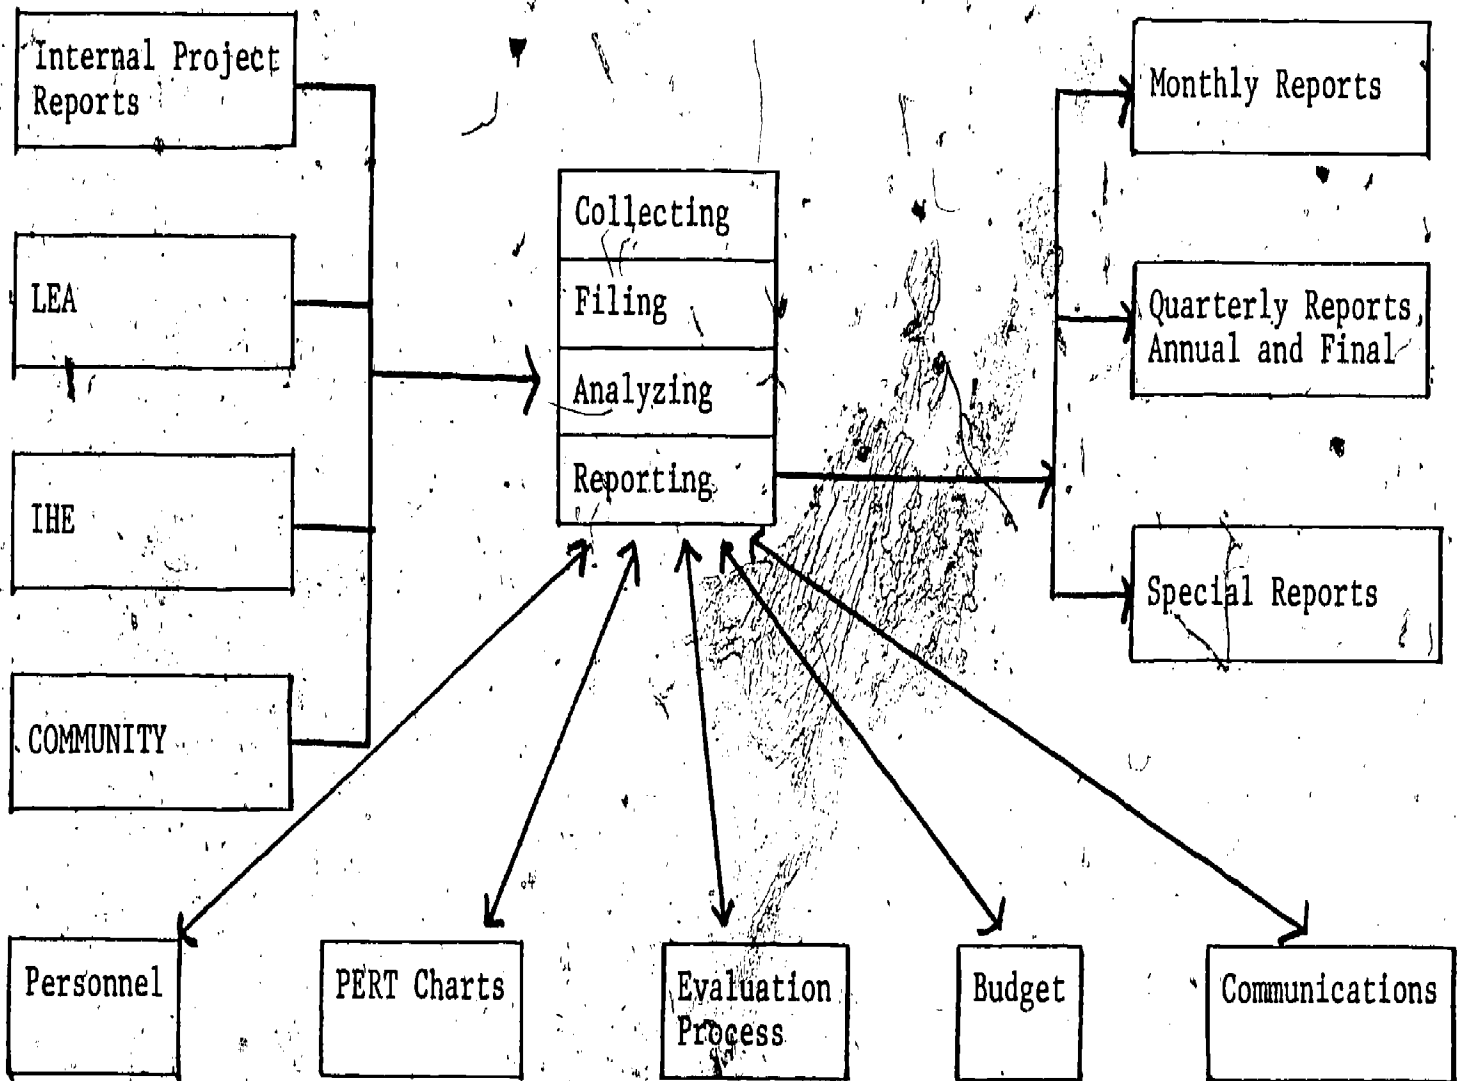 Internal Project
Reports
LEA
IHE
COMMUNITY
Collecting
Filing
Analyzing
Reporting
Monthly Reports
Quarterly Reports,
Annual and Final
Special Reports
Personnel
PERT Charts
Evaluation
Process
Budget
Communications